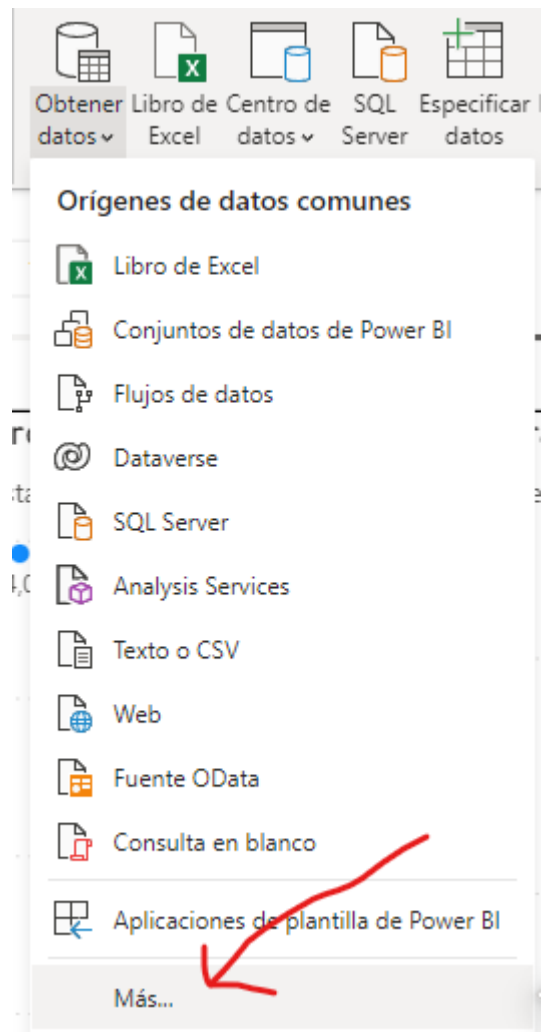 Obtener Libro de Centro de SQL Especificar
datos Excel datos Server datos
Orígenes de datos comunes
Libro de Excel
Conjuntos de datos de Power BI
Flujos de datos
Dataverse
SQL Server
Analysis Services
Texto o CSV
Web
Fuente OData
Consulta en blanco
Aplicaciones de plantilla de Power BI
Más...